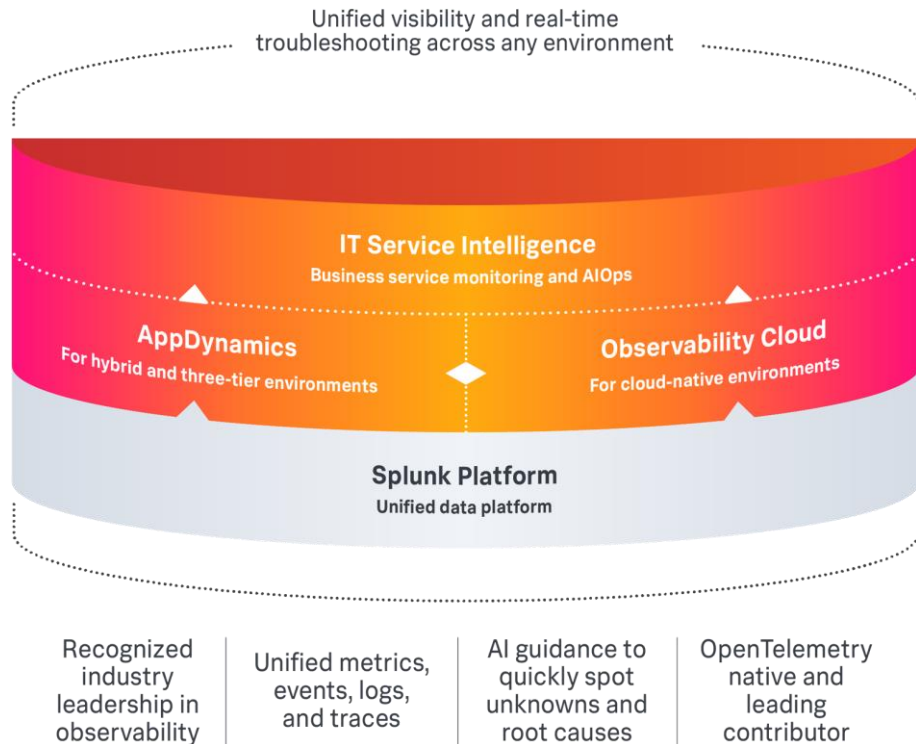 Unified visibility and real-time
troubleshooting across any environment
IT Service Intelligence
Business service monitoring and AIOps
AppDynamics
For hybrid and three-tier environments
Observability Cloud
For cloud-native environments
Splunk Platform
Unified data platform
Recognized
industry
leadership in
observability
Unified metrics,
events, logs,
and traces
AI guidance to
quickly spot
unknowns and
root causes
OpenTelemetry
native and
leading
contributor